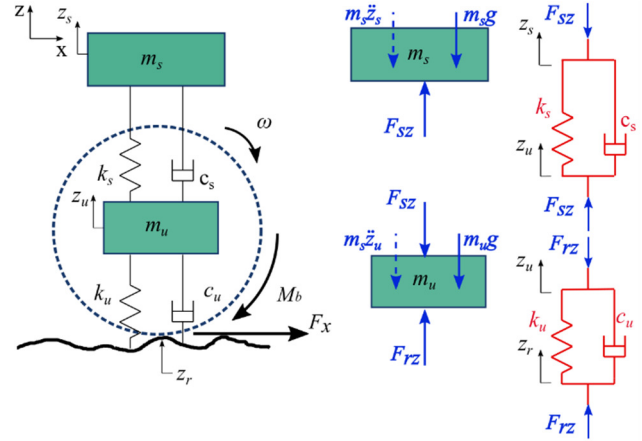 z
x
z_s
m_s
ω
k_s
c_s
z_u
m_u
k_u
c_u
M_b
F_x
z_r
m_s z̈_s
m_s g
m_s
F_sz
F_sz
m_s z̈_u
m_u g
m_u
F_rz
F_sz
z_s
k_s
c_s
z_u
F_sz
F_rz
z_u
k_u
c_u
z_r
F_rz